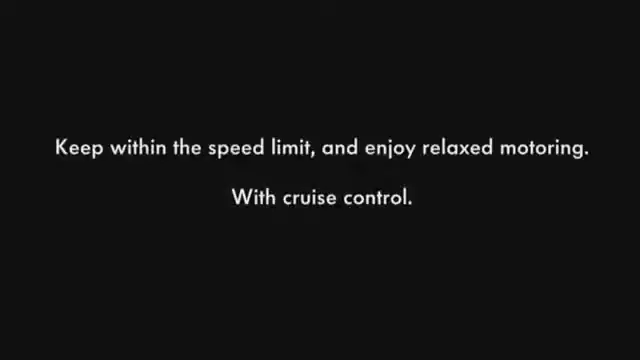 Keep within the speed limit, and enjoy relaxed motoring.
With cruise control.